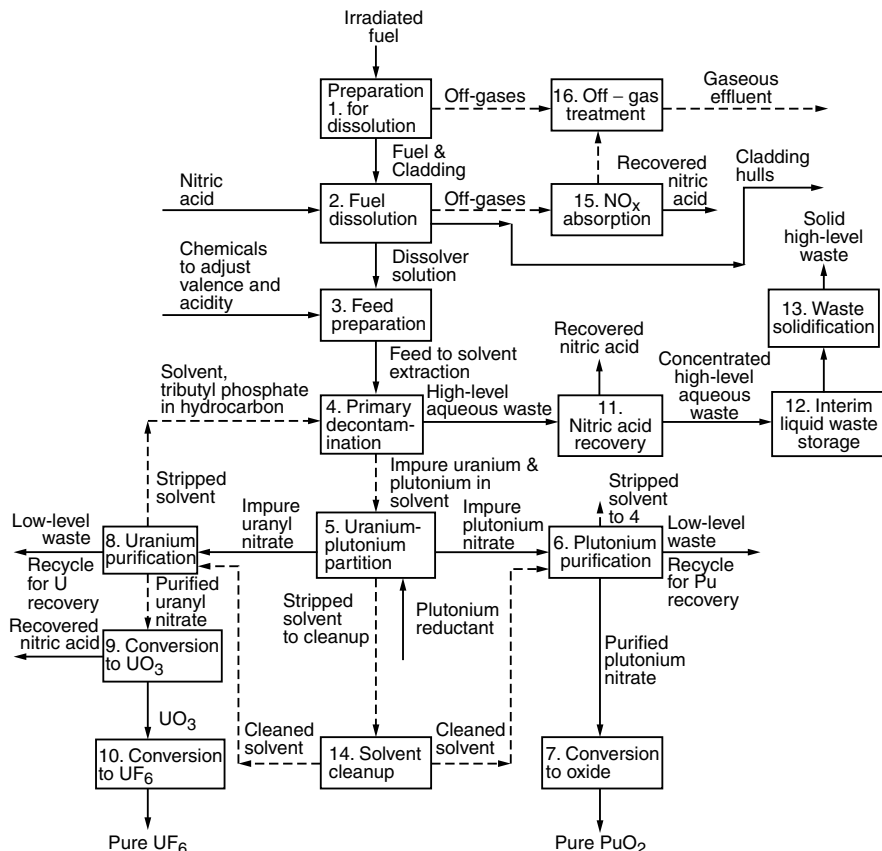 Irradiated
fuel
Preparation
1. for
dissolution
Off-gases
16. Off – gas
treatment
Gaseous
effluent
Fuel &
Cladding
Nitric
acid
2. Fuel
dissolution
Off-gases
15. NOx
absorption
Recovered
nitric
acid
Cladding
hulls
Solid
high-level
waste
Chemicals
to adjust
valence and
acidity
Dissolver
solution
3. Feed
preparation
13. Waste
solidification
Feed to solvent
extraction
Recovered
nitric acid
Concentrated
high-level
aqueous
waste
Solvent,
tributyl phosphate
in hydrocarbon
4. Primary
decontam-
ination
High-level
aqueous waste
11.
Nitric acid
recovery
12. Interim
liquid waste
storage
Stripped
solvent
Impure uranium &
plutonium in
solvent
Stripped
solvent
to 4
Low-level
waste
8. Uranium
purification
Impure
uranyl
nitrate
5. Uranium-
plutonium
partition
Impure
plutonium
nitrate
6. Plutonium
purification
Low-level
waste
Recycle
for U
recovery
Purified
uranyl
nitrate
Stripped
solvent
to cleanup
Plutonium
reductant
Recycle
for Pu
recovery
Recovered
nitric acid
9. Conversion
to UO3
Purified
plutonium
nitrate
UO3
10. Conversion
to UF6
Cleaned
solvent
14. Solvent
cleanup
Cleaned
solvent
7. Conversion
to oxide
Pure UF6
Pure PuO2